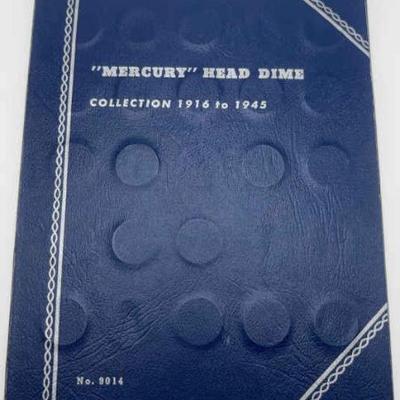 "MERCURY" HEAD DIME
COLLECTION 1916 to 1945
No. 9014